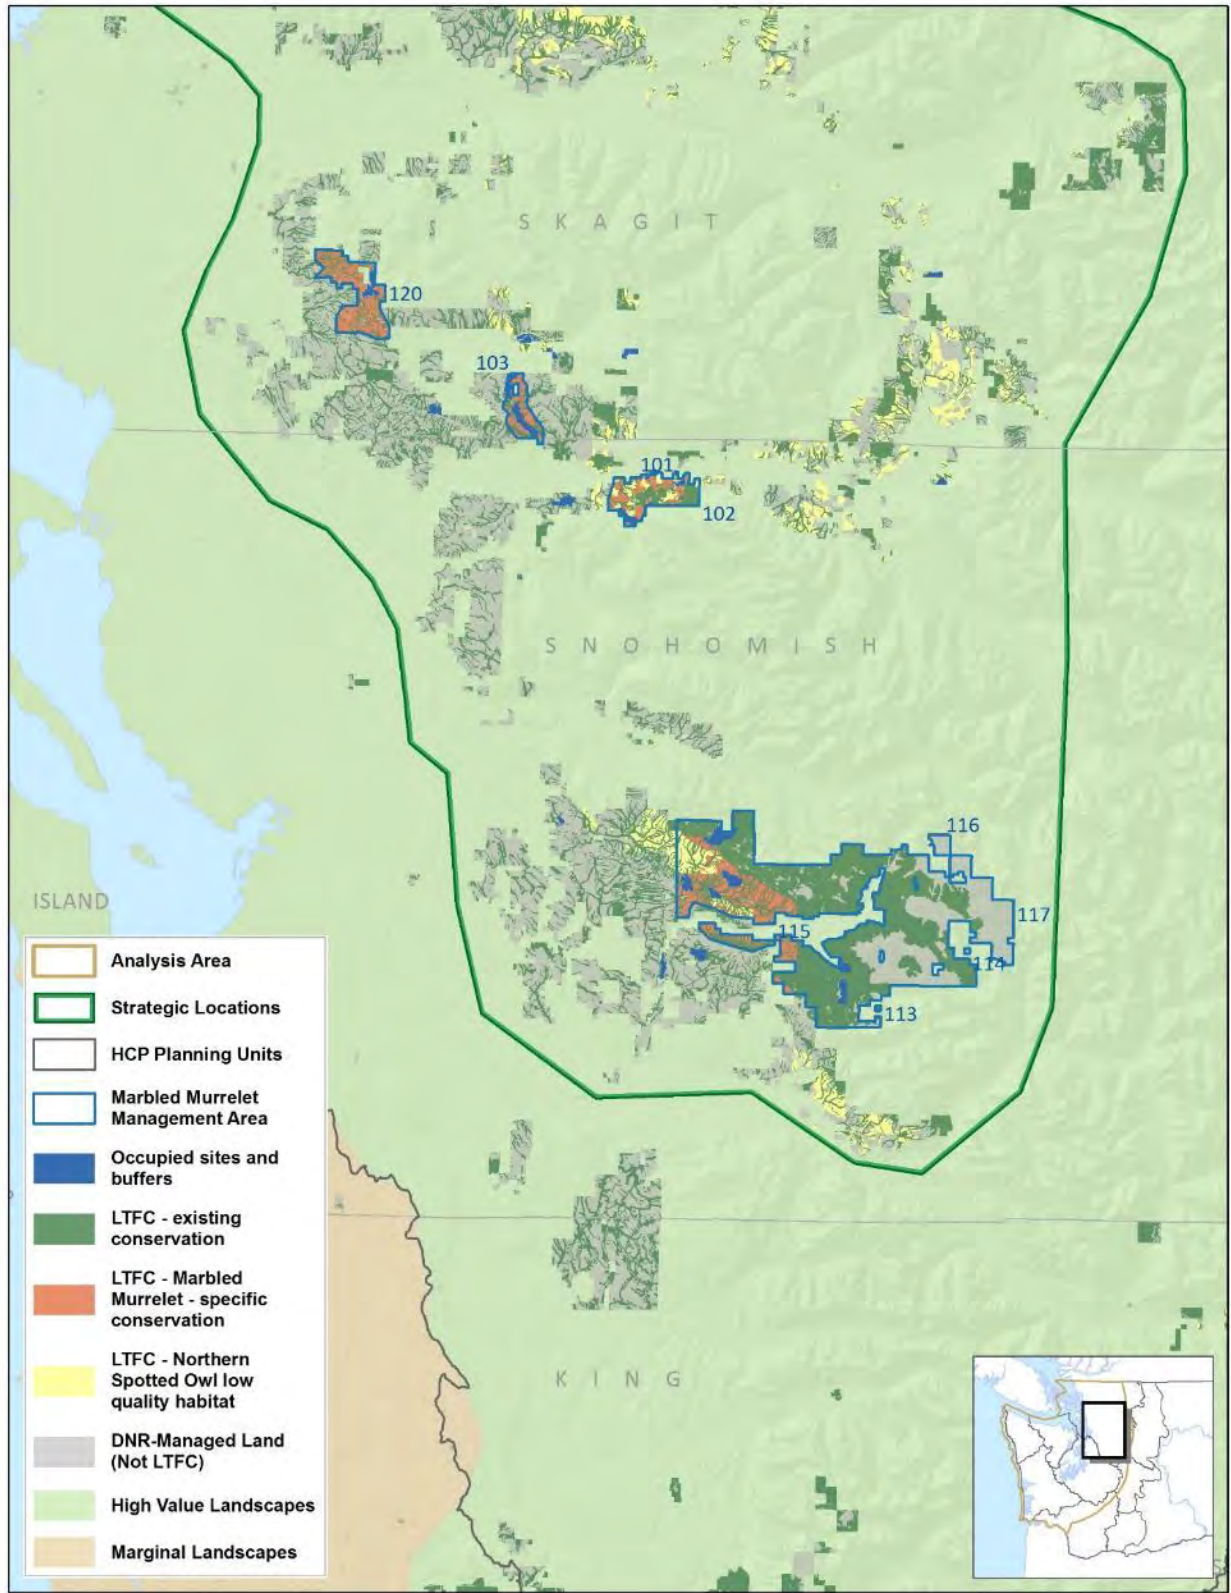 SKAGIT
120
103
101
102
SNOHOMISH
116
ISLAND
117
115
114
113
Analysis Area
Strategic Locations
HCP Planning Units
Marbled Murrelet
Management Area
Occupied sites and
buffers
LTFC - existing
conservation
LTFC - Marbled
Murrelet - specific
conservation
LTFC - Northern
Spotted Owl low
quality habitat
DNR-Managed Land
(Not LTFC)
High Value Landscapes
Marginal Landscapes
KING